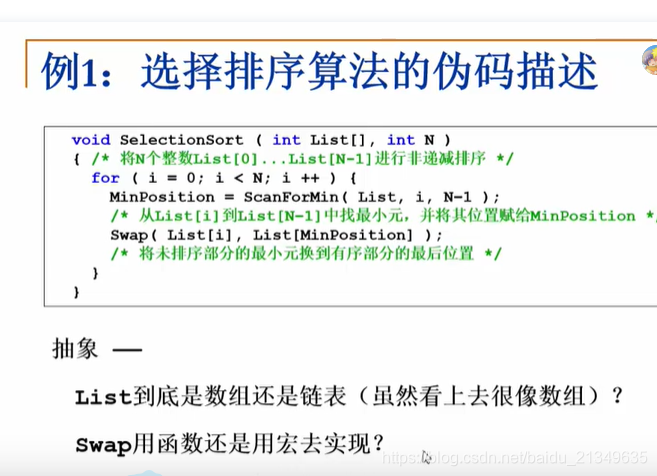 例1：选择排序算法的伪码描述
void SelectionSort ( int List[], int N )
{ /* 将N个整数List[0]...List[N-1]进行非递减排序 */
for ( i = 0; i < N; i ++ ) {
MinPosition = ScanForMin( List, i, N-1 );
/* 从List[i]到List[N-1]中找最小元，并将其位置赋给MinPosition *
Swap( List[i], List[MinPosition] );
/* 将未排序部分的最小元换到有序部分的最后位置 */
}
}
抽象 —
List到底是数组还是链表（虽然看上去很像数组）？
Swap用函数还是用宏去实现？
https://blog.csdn.net/baidu_21349635